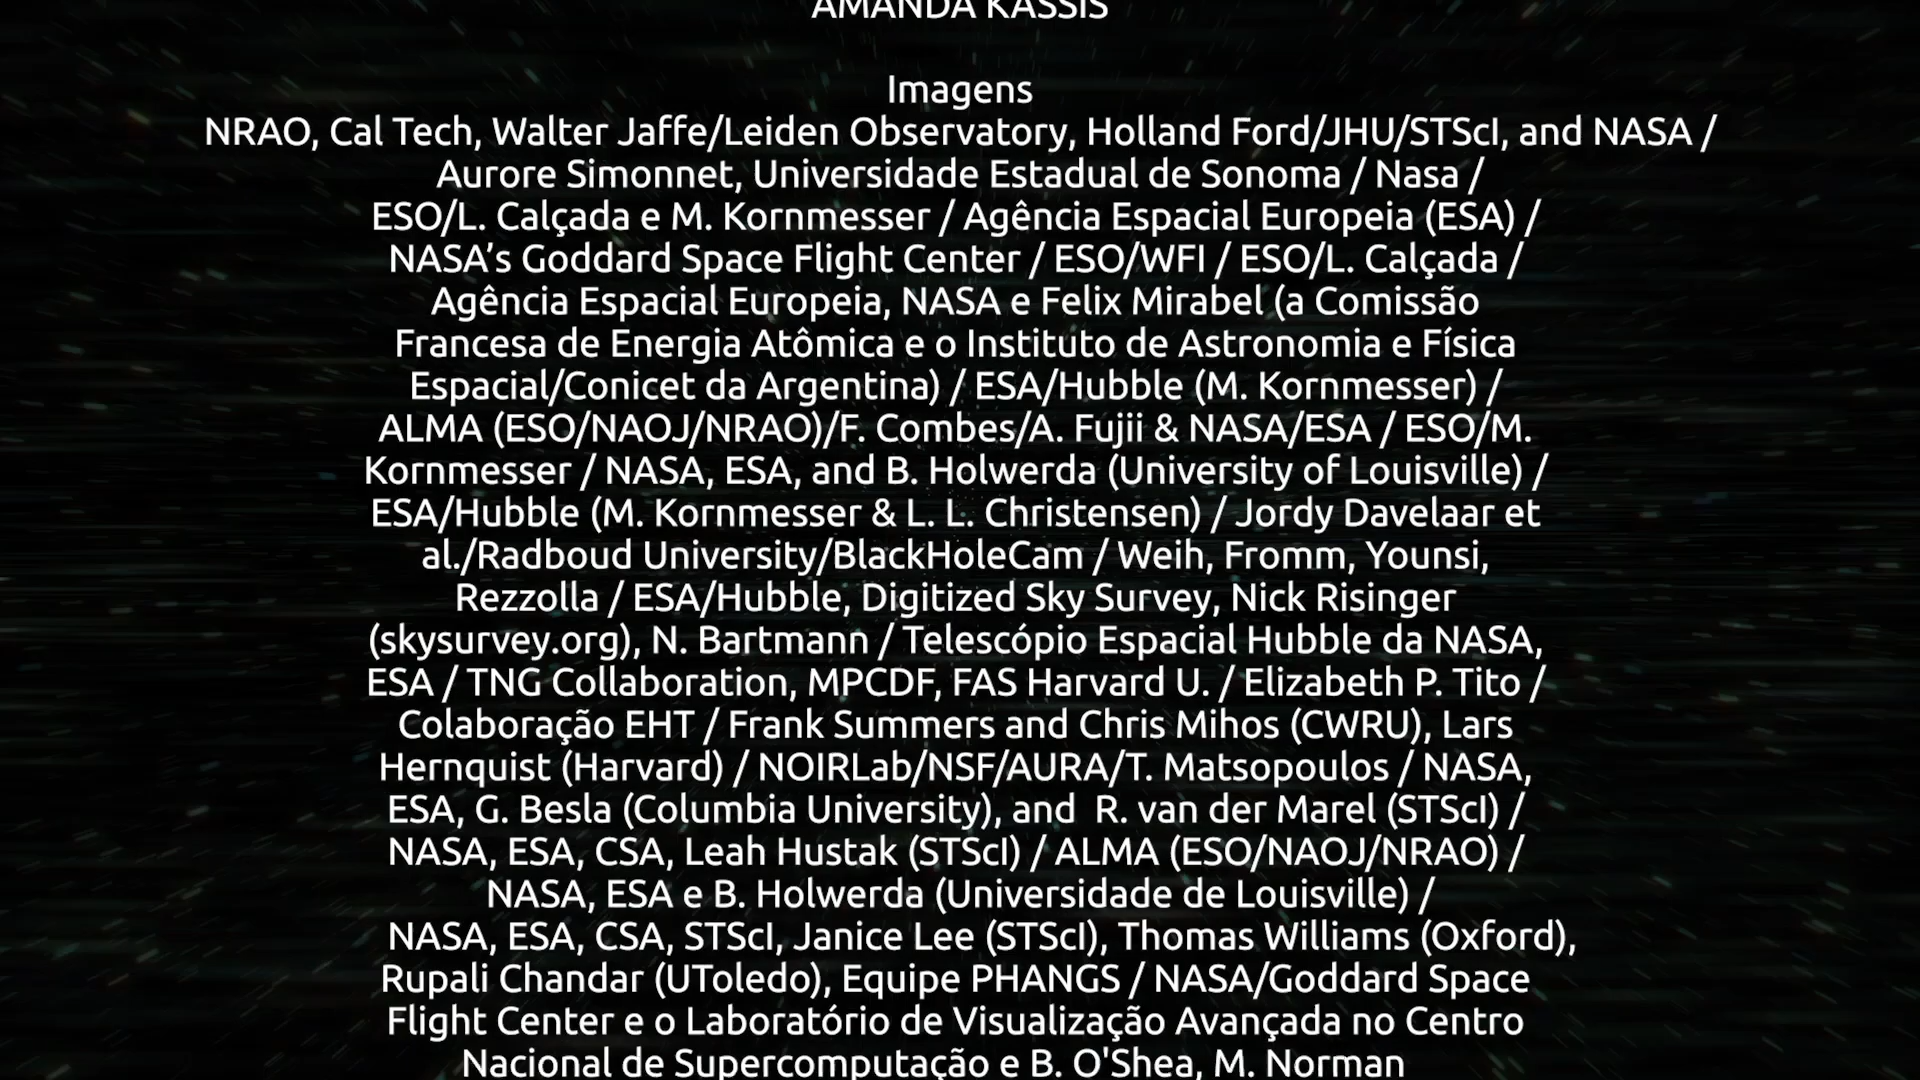 AMANDA KASSIS
Imagens
NRAO, Cal Tech, Walter Jaffe/Leiden Observatory, Holland Ford/JHU/STScI, and NASA /
Aurore Simonnet, Universidade Estadual de Sonoma / Nasa /
ESO/L. Calçada e M. Kornmesser / Agência Espacial Europeia (ESA) /
NASA’s Goddard Space Flight Center / ESO/WFI / ESO/L. Calçada /
Agência Espacial Europeia, NASA e Felix Mirabel (a Comissão
Francesa de Energia Atômica e o Instituto de Astronomia e Física
Espacial/Conicet da Argentina) / ESA/Hubble (M. Kornmesser) /
ALMA (ESO/NAOJ/NRAO)/F. Combes/A. Fujii & NASA/ESA / ESO/M.
Kornmesser / NASA, ESA, and B. Holwerda (University of Louisville) /
ESA/Hubble (M. Kornmesser & L. L. Christensen) / Jordy Davelaar et
al./Radboud University/BlackHoleCam / Weih, Fromm, Younsi,
Rezzolla / ESA/Hubble, Digitized Sky Survey, Nick Risinger
(skysurvey.org), N. Bartmann / Telescópio Espacial Hubble da NASA,
ESA / TNG Collaboration, MPCDF, FAS Harvard U. / Elizabeth P. Tito /
Colaboração EHT / Frank Summers and Chris Mihos (CWRU), Lars
Hernquist (Harvard) / NOIRLab/NSF/AURA/T. Matsopoulos / NASA,
ESA, G. Besla (Columbia University), and  R. van der Marel (STScI) /
NASA, ESA, CSA, Leah Hustak (STScI) / ALMA (ESO/NAOJ/NRAO) /
NASA, ESA e B. Holwerda (Universidade de Louisville) /
NASA, ESA, CSA, STScI, Janice Lee (STScI), Thomas Williams (Oxford),
Rupali Chandar (UToledo), Equipe PHANGS / NASA/Goddard Space
Flight Center e o Laboratório de Visualização Avançada no Centro
Nacional de Supercomputação e B. O'Shea, M. Norman